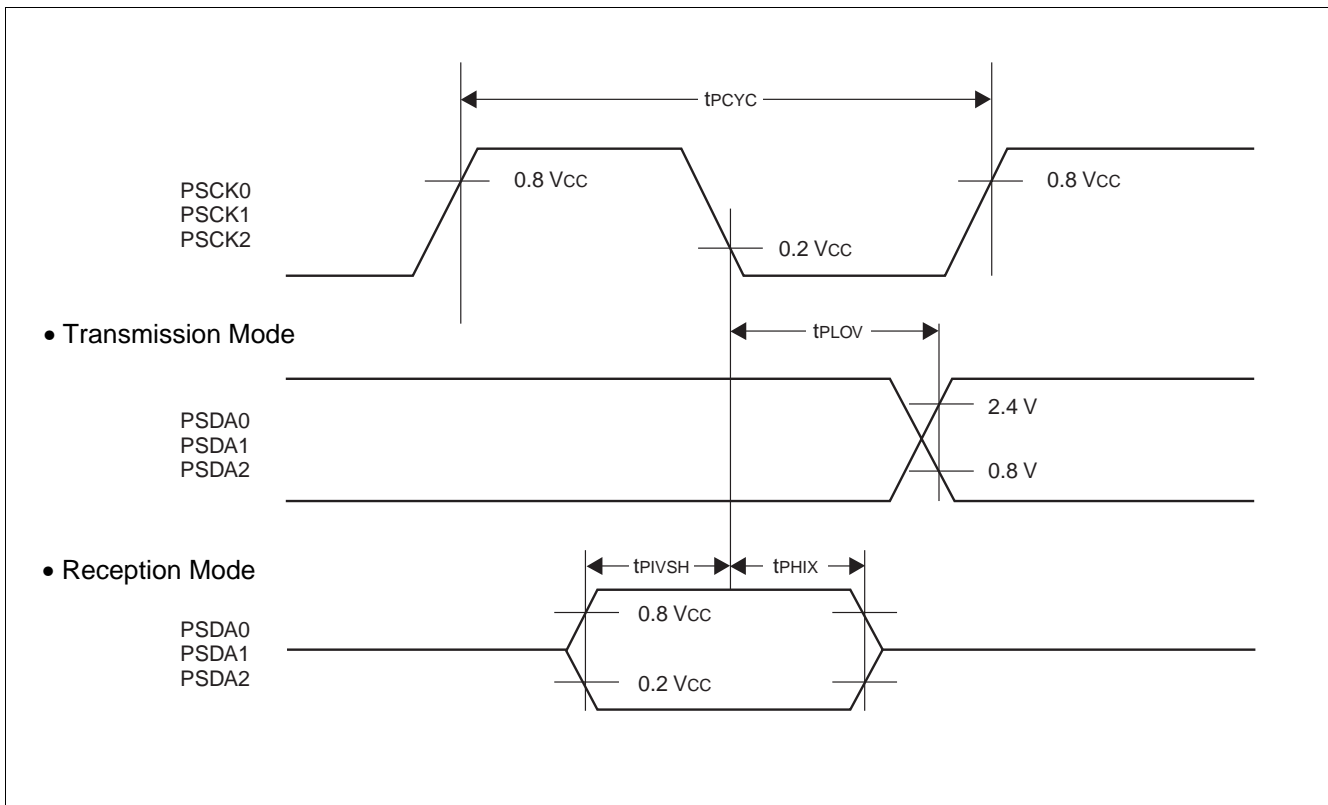 tPCYC
PSCK0
PSCK1
PSCK2
0.8 VCC
0.2 VCC
0.8 VCC
• Transmission Mode
tPLOV
PSDA0
PSDA1
PSDA2
2.4 V
0.8 V
• Reception Mode
tPIVSH
tPHIX
PSDA0
PSDA1
PSDA2
0.8 VCC
0.2 VCC